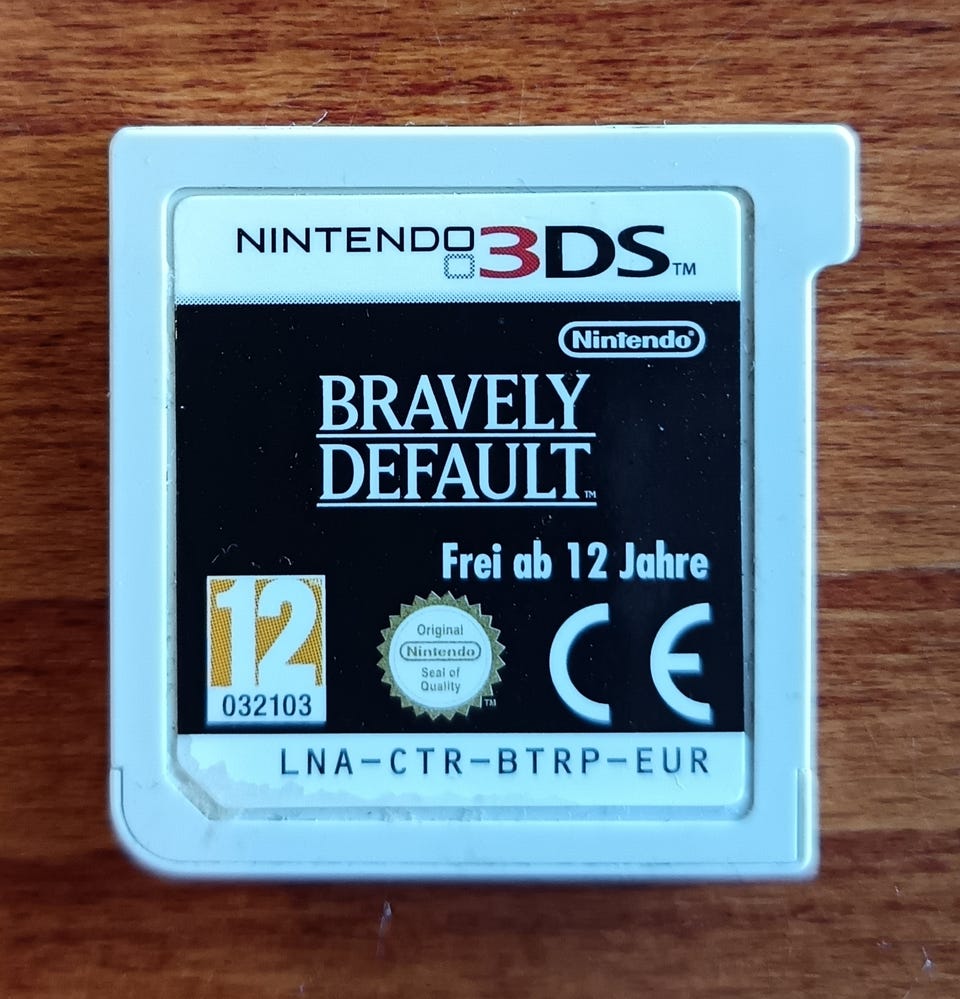 NINTENDO 3DS™
Nintendo®
BRAVELY
DEFAULT™
Frei ab 12 Jahre
12
032103
Original
Nintendo
Seal of
Quality
™
CE
LNA-CTR-BTRP-EUR